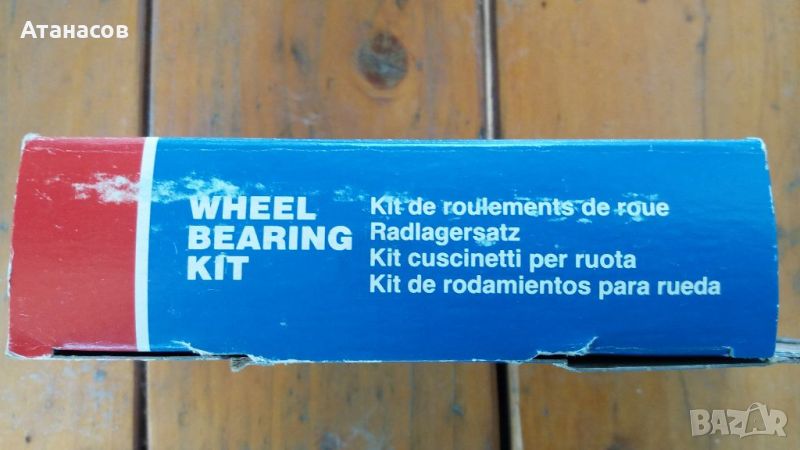 Атанасов
WHEEL
BEARING
KIT
Kit de roulements de roue
Radlagersatz
Kit cuscinetti per ruota
Kit de rodamientos para rueda
BAZAR